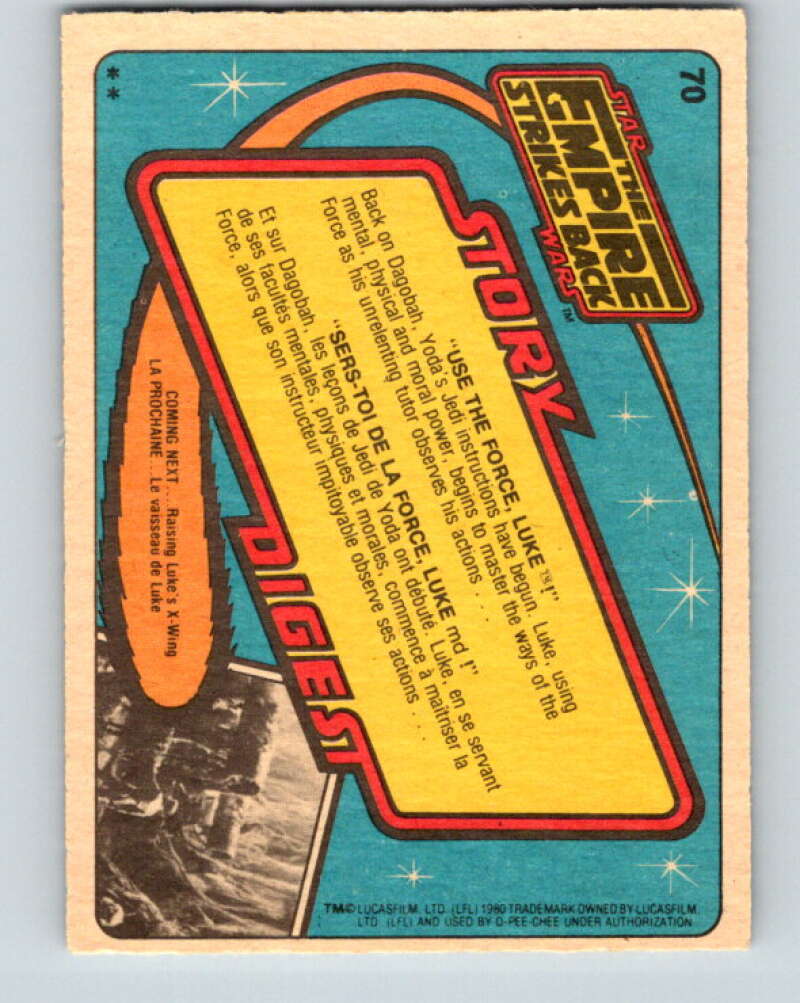 70
STAR
THE
EMPIRE
STRIKES BACK
WARS™
STORY
"USE THE FORCE, LUKE™!"
Back on Dagobah, Yoda's Jedi instructions have begun. Luke, using
mental, physical and moral power, begins to master the ways of the
Force as his unrelenting tutor observes his actions . . .
"SERS-TOI DE LA FORCE, LUKE md !"
Et sur Dagobah, les leçons de Jedi de Yoda ont débuté. Luke, en se servant
de ses facultés mentales, physiques et morales, commence à maîtriser la
Force, alors que son instructeur impitoyable observe ses actions . . .
DIGEST
COMING NEXT . . . Raising Luke's X-Wing
LA PROCHAINE . . . Le vaisseau de Luke
**
TM© LUCASFILM, LTD. (LFL) 1980 TRADEMARK OWNED BY LUCASFILM,
LTD. (LFL) AND USED BY O-PEE-CHEE UNDER AUTHORIZATION